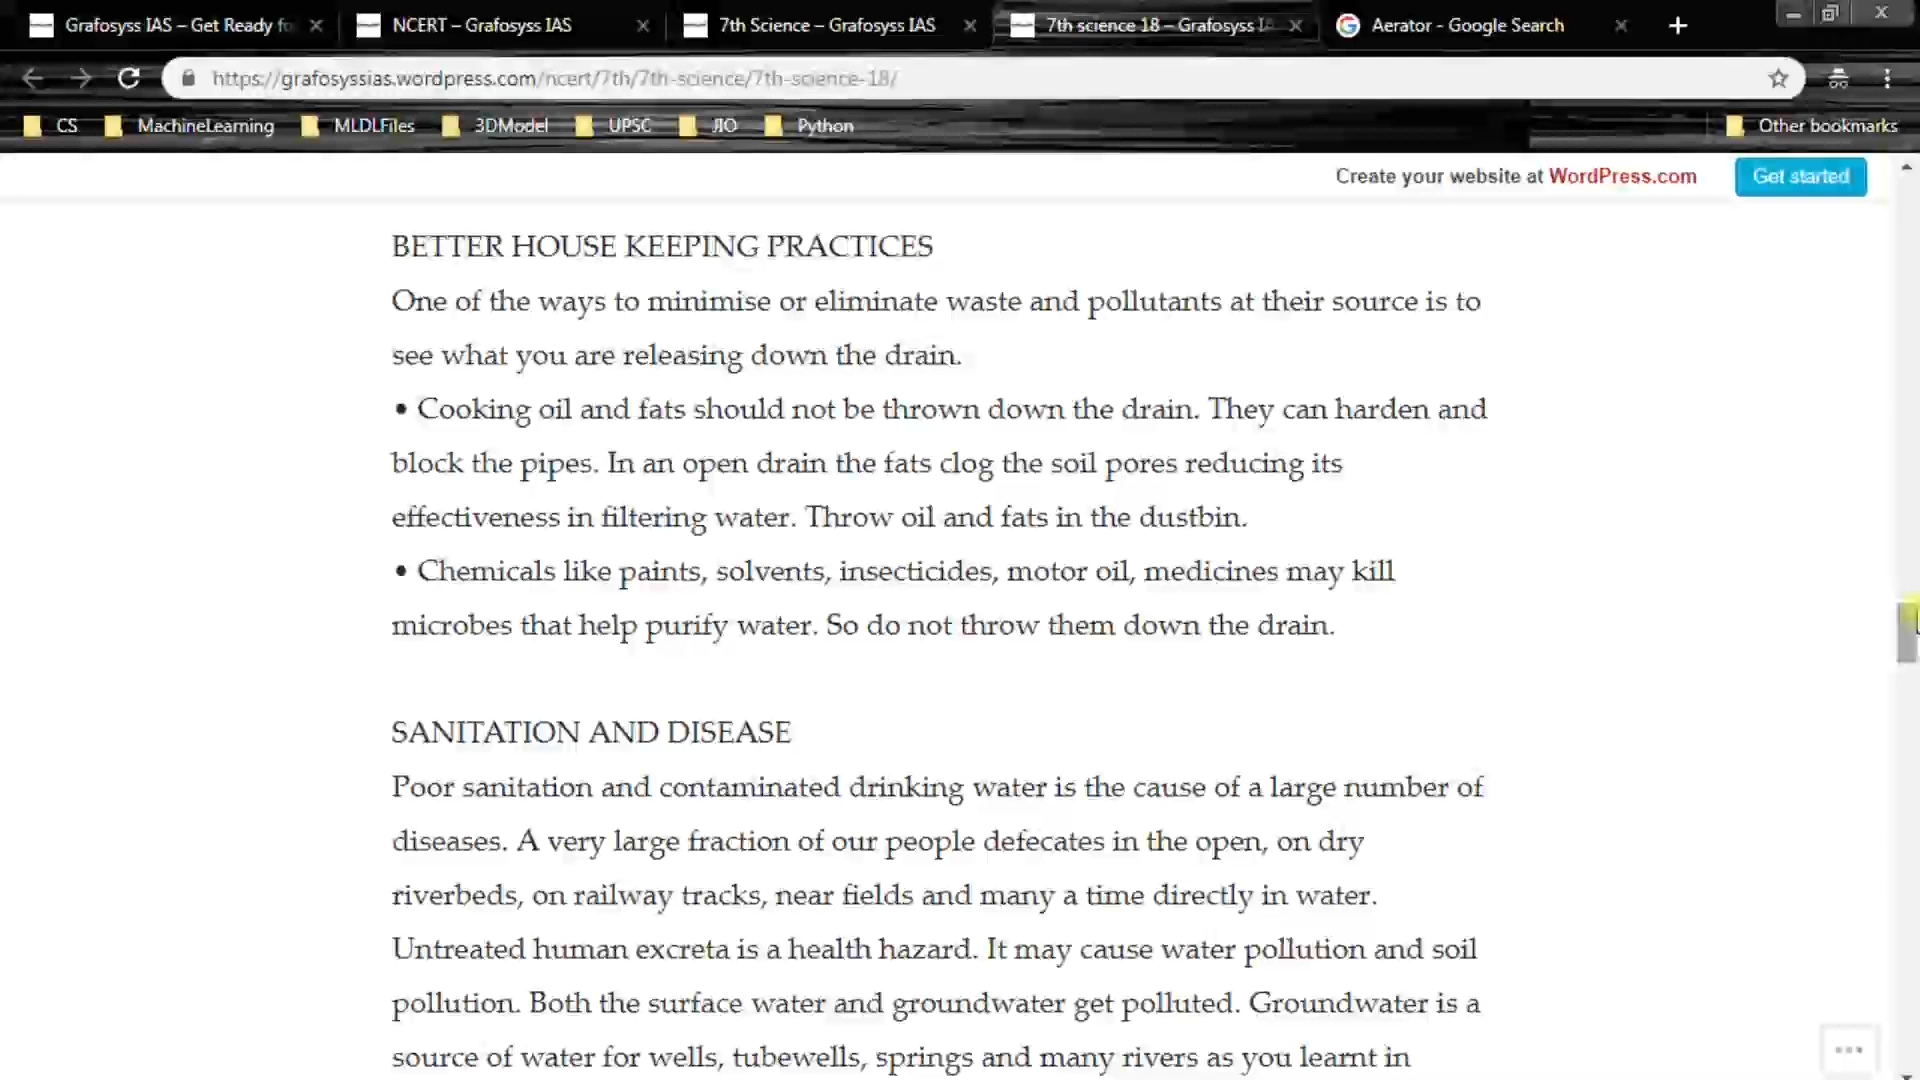 Grafosyss IAS – Get Ready fo
NCERT – Grafosyss IAS
7th Science – Grafosyss IAS
7th science 18 – Grafosyss I
Aerator - Google Search
https://grafosyssias.wordpress.com/ncert/7th/7th-science/7th-science-18/
CS
MachineLearning
MLDLFiles
3DModel
UPSC
JIO
Python
Other bookmarks
Create your website at WordPress.com
Get started
BETTER HOUSE KEEPING PRACTICES
One of the ways to minimise or eliminate waste and pollutants at their source is to
see what you are releasing down the drain.
• Cooking oil and fats should not be thrown down the drain. They can harden and
block the pipes. In an open drain the fats clog the soil pores reducing its
effectiveness in filtering water. Throw oil and fats in the dustbin.
• Chemicals like paints, solvents, insecticides, motor oil, medicines may kill
microbes that help purify water. So do not throw them down the drain.
SANITATION AND DISEASE
Poor sanitation and contaminated drinking water is the cause of a large number of
diseases. A very large fraction of our people defecates in the open, on dry
riverbeds, on railway tracks, near fields and many a time directly in water.
Untreated human excreta is a health hazard. It may cause water pollution and soil
pollution. Both the surface water and groundwater get polluted. Groundwater is a
source of water for wells, tubewells, springs and many rivers as you learnt in